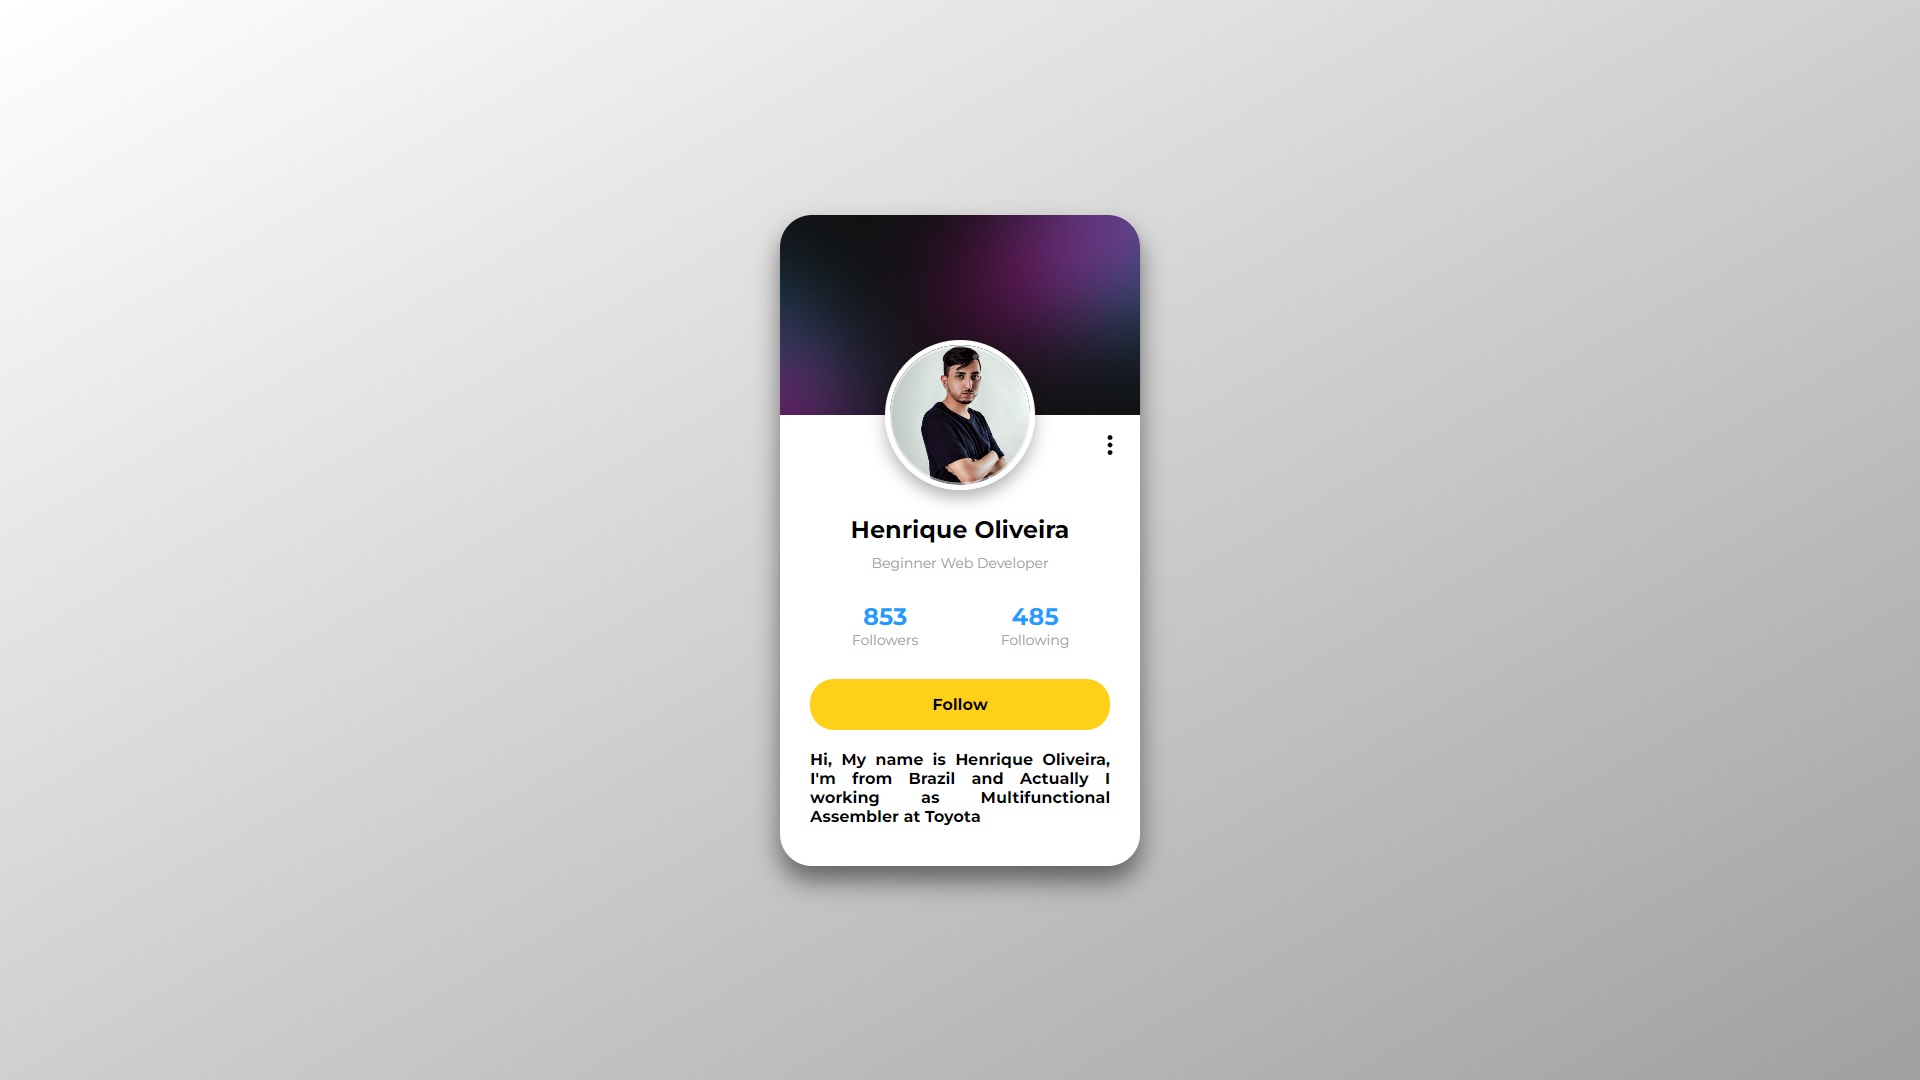 Henrique Oliveira
Beginner Web Developer
853 485
Followers Following
Follow
Hi, My name is Henrique Oliveira,
I'm from Brazil and Actually I
working as Multifunctional
Assembler at Toyota